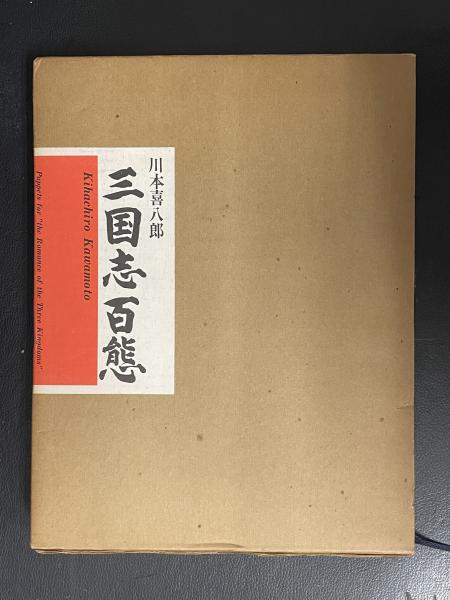 川本喜八郎
三国志百態
Kihachiro Kawamoto
Puppets for "the Romance of the Three Kingdoms"